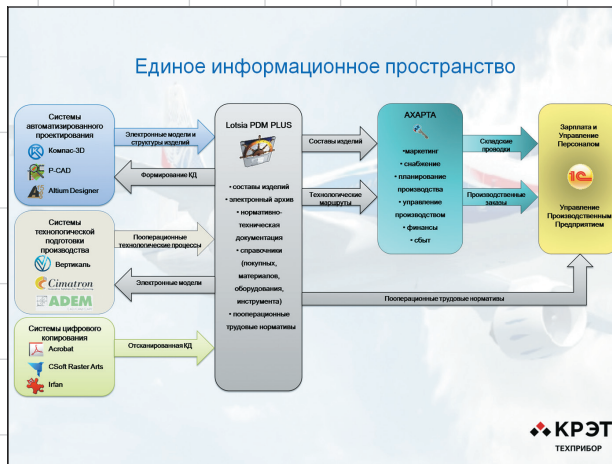 Единое информационное пространство
Системы
автоматизированного
проектирования
Компас-3D
P-CAD
Altium Designer
Электронные модели и
структуры изделий
Формирование КД
Системы
технологической
подготовки
производства
Вертикаль
Cimatron
ADEM
Пооперационные
технологические процессы
Электронные модели
Системы цифрового
копирования
Acrobat
CSoft Raster Arts
Irfan
Отсканированная КД
Lotsia PDM PLUS
• составы изделий
• электронный архив
• нормативно-
техническая
документация
• справочники
(покупных,
материалов,
оборудования,
инструмента)
• пооперационные
трудовые нормативы
Составы изделий
Технологические
маршруты
АХАРТА
•маркетинг
• снабжение
• планирование
производства
• управление
производством
• финансы
• сбыт
Складские
проводки
Производственные
заказы
Зарплата и
Управление
Персоналом
1С
Управление
Производственным
Предприятием
Пооперационные трудовые нормативы
КРЭТ
ТЕХПРИБОР